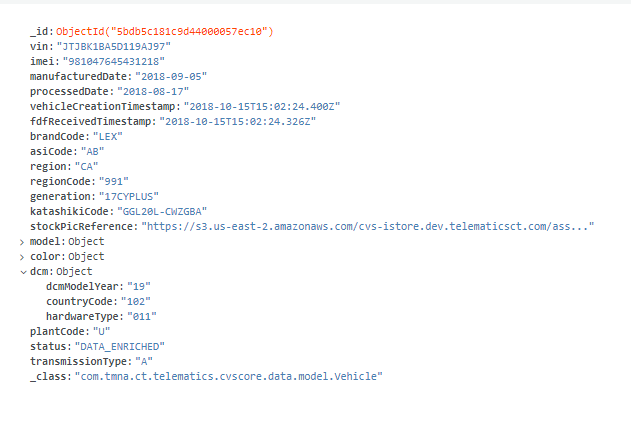 _id: ObjectId("5bdb5c181c9d44000057ec10")
vin: "JTJBK1BA5D119AJ97"
imei: "981047645431218"
manufacturedDate: "2018-09-05"
processedDate: "2018-08-17"
vehicleCreationTimestamp: "2018-10-15T15:02:24.400Z"
fdfReceivedTimestamp: "2018-10-15T15:02:24.326Z"
brandCode: "LEX"
asiCode: "AB"
region: "CA"
regionCode: "991"
generation: "17CYPLUS"
katashikiCode: "GGL20L-CWZGBA"
stockPicReference: "https://s3.us-east-2.amazonaws.com/cvs-istore.dev.telematicsct.com/ass..."
model: Object
color: Object
dcm: Object
dcmModelYear: "19"
countryCode: "102"
hardwareType: "011"
plantCode: "U"
status: "DATA_ENRICHED"
transmissionType: "A"
_class: "com.tmna.ct.telematics.cvscore.data.model.Vehicle"